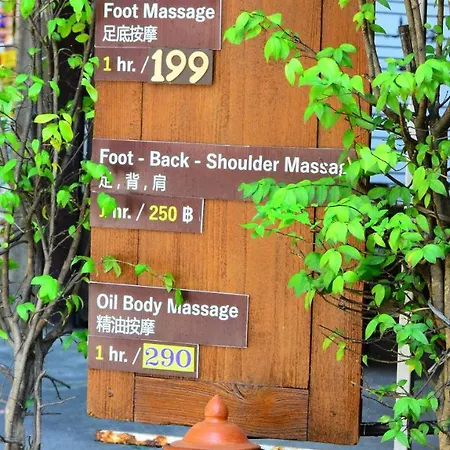 Foot Massage
足底按摩
1 hr. / 199
Foot - Back - Shoulder Massag
足 , 背 , 肩
1 hr. / 250 ฿
Oil Body Massage
精油按摩
1 hr. / 290